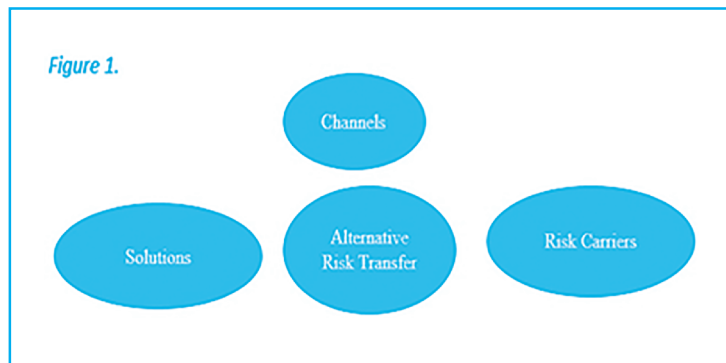 Figure 1.
Channels
Solutions
Alternative
Risk Transfer
Risk Carriers